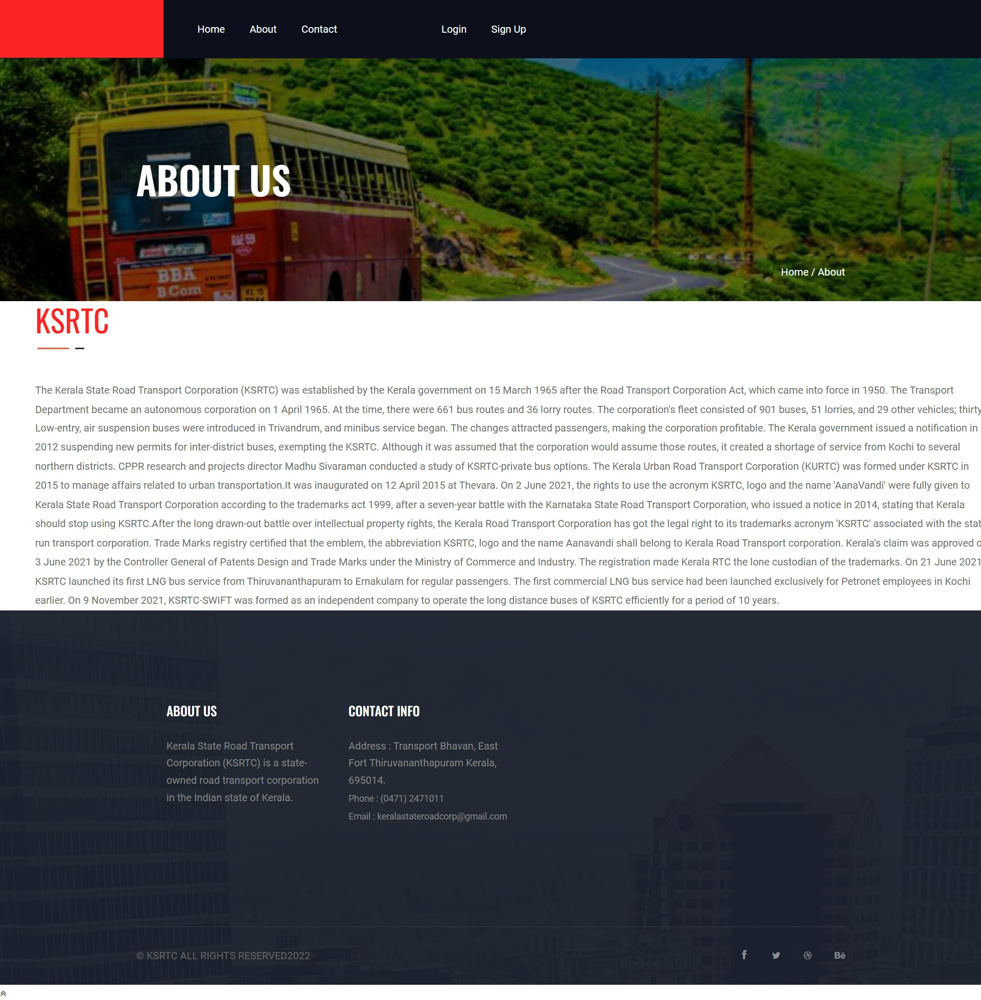 Home About Contact Login Sign Up
ABOUT US
RAE 59
BBA
B Com
KL 15
Home / About
KSRTC
The Kerala State Road Transport Corporation (KSRTC) was established by the Kerala government on 15 March 1965 after the Road Transport Corporation Act, which came into force in 1950. The Transport
Department became an autonomous corporation on 1 April 1965. At the time, there were 661 bus routes and 36 lorry routes. The corporation's fleet consisted of 901 buses, 51 lorries, and 29 other vehicles; thirty
Low-entry, air suspension buses were introduced in Trivandrum, and minibus service began. The changes attracted passengers, making the corporation profitable. The Kerala government issued a notification in
2012 suspending new permits for inter-district buses, exempting the KSRTC. Although it was assumed that the corporation would assume those routes, it created a shortage of service from Kochi to several
northern districts. CPPR research and projects director Madhu Sivaraman conducted a study of KSRTC-private bus options. The Kerala Urban Road Transport Corporation (KURTC) was formed under KSRTC in
2015 to manage affairs related to urban transportation.It was inaugurated on 12 April 2015 at Thevara. On 2 June 2021, the rights to use the acronym KSRTC, logo and the name 'AanaVandi' were fully given to
Kerala State Road Transport Corporation according to the trademarks act 1999, after a seven-year battle with the Karnataka State Road Transport Corporation, who issued a notice in 2014, stating that Kerala
should stop using KSRTC.After the long drawn-out battle over intellectual property rights, the Kerala Road Transport Corporation has got the legal right to its trademarks acronym 'KSRTC' associated with the stat
run transport corporation. Trade Marks registry certified that the emblem, the abbreviation KSRTC, logo and the name Aanavandi shall belong to Kerala Road Transport corporation. Kerala's claim was approved o
3 June 2021 by the Controller General of Patents Design and Trade Marks under the Ministry of Commerce and Industry. The registration made Kerala RTC the lone custodian of the trademarks. On 21 June 2021
KSRTC launched its first LNG bus service from Thiruvananthapuram to Ernakulam for regular passengers. The first commercial LNG bus service had been launched exclusively for Petronet employees in Kochi
earlier. On 9 November 2021, KSRTC-SWIFT was formed as an independent company to operate the long distance buses of KSRTC efficiently for a period of 10 years.
ABOUT US
Kerala State Road Transport
Corporation (KSRTC) is a state-
owned road transport corporation
in the Indian state of Kerala.
CONTACT INFO
Address : Transport Bhavan, East
Fort Thiruvananthapuram Kerala,
695014.
Phone : (0471) 2471011
Email : keralastateroadcorp@gmail.com
© KSRTC ALL RIGHTS RESERVED2022